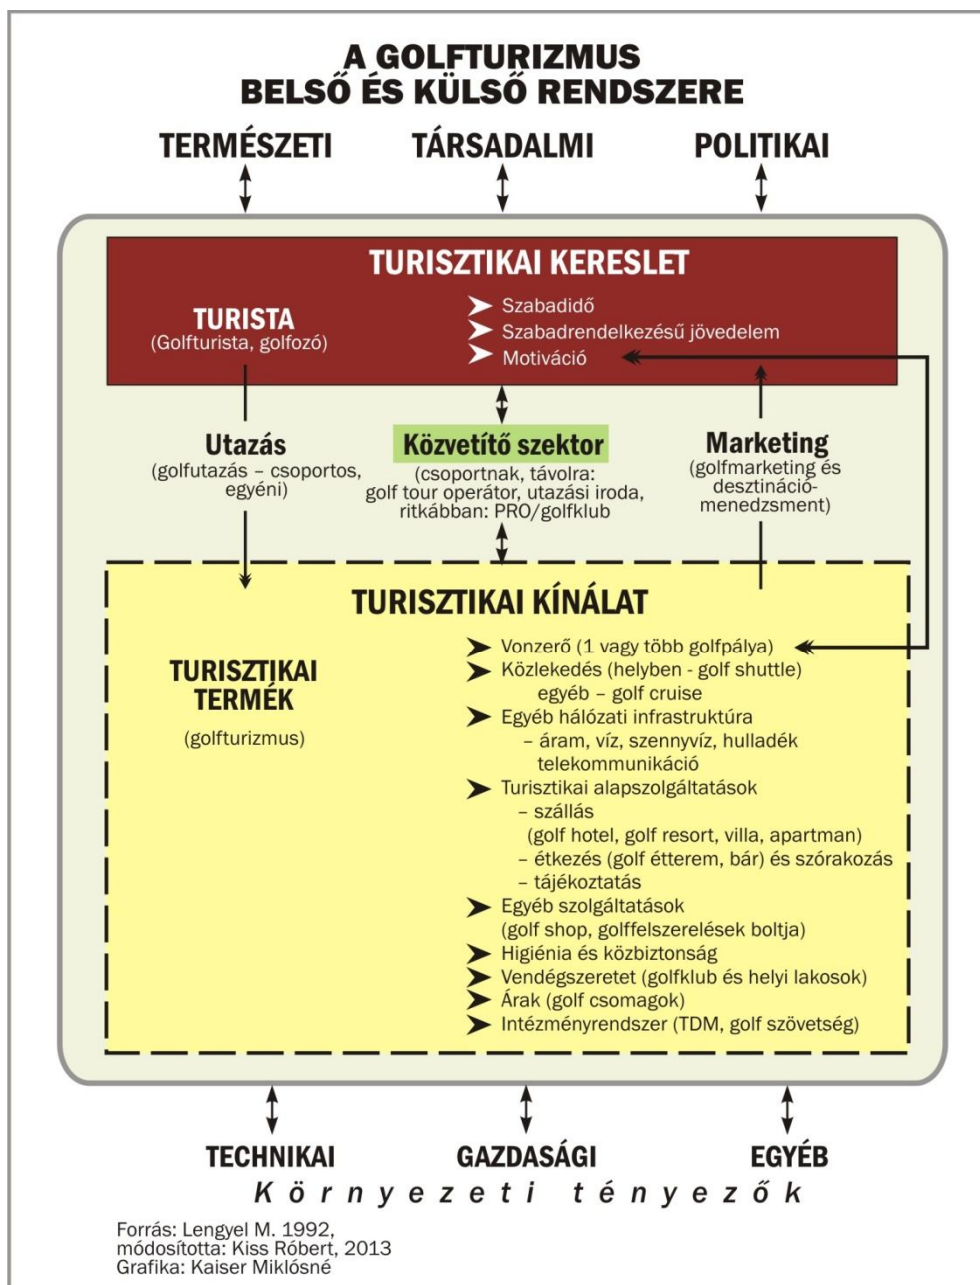 A GOLFTURIZMUS
BELSŐ ÉS KÜLSŐ RENDSZERE
TERMÉSZETI
TÁRSADALMI
POLITIKAI
TURISZTIKAI KERESLET
TURISTA
(Golfturista, golfozó)
Szabadidő
Szabadrendelkezésű jövedelem
Motiváció
Utazás
(golfutazás – csoportos,
egyéni)
Közvetítő szektor
(csoportnak, távolra:
golf tour operátor, utazási iroda,
ritkábban: PRO/golfklub
Marketing
(golfmarketing és
desztináció-
menedzsment)
TURISZTIKAI KÍNÁLAT
TURISZTIKAI
TERMÉK
(golfturizmus)
Vonzerő (1 vagy több golfpálya)
Közlekedés (helyben - golf shuttle)
egyéb – golf cruise
Egyéb hálózati infrastruktúra
– áram, víz, szennyvíz, hulladék
telekommunikáció
Turisztikai alapszolgáltatások
– szállás
(golf hotel, golf resort, villa, apartman)
– étkezés (golf étterem, bár) és szórakozás
– tájékoztatás
Egyéb szolgáltatások
(golf shop, golffelszerelések boltja)
Higiénia és közbiztonság
Vendégszeretet (golfklub és helyi lakosok)
Árak (golf csomagok)
Intézményrendszer (TDM, golf szövetség)
TECHNIKAI
GAZDASÁGI
EGYÉB
Környezeti tényezők
Forrás: Lengyel M. 1992,
módosította: Kiss Róbert, 2013
Grafika: Kaiser Miklósné